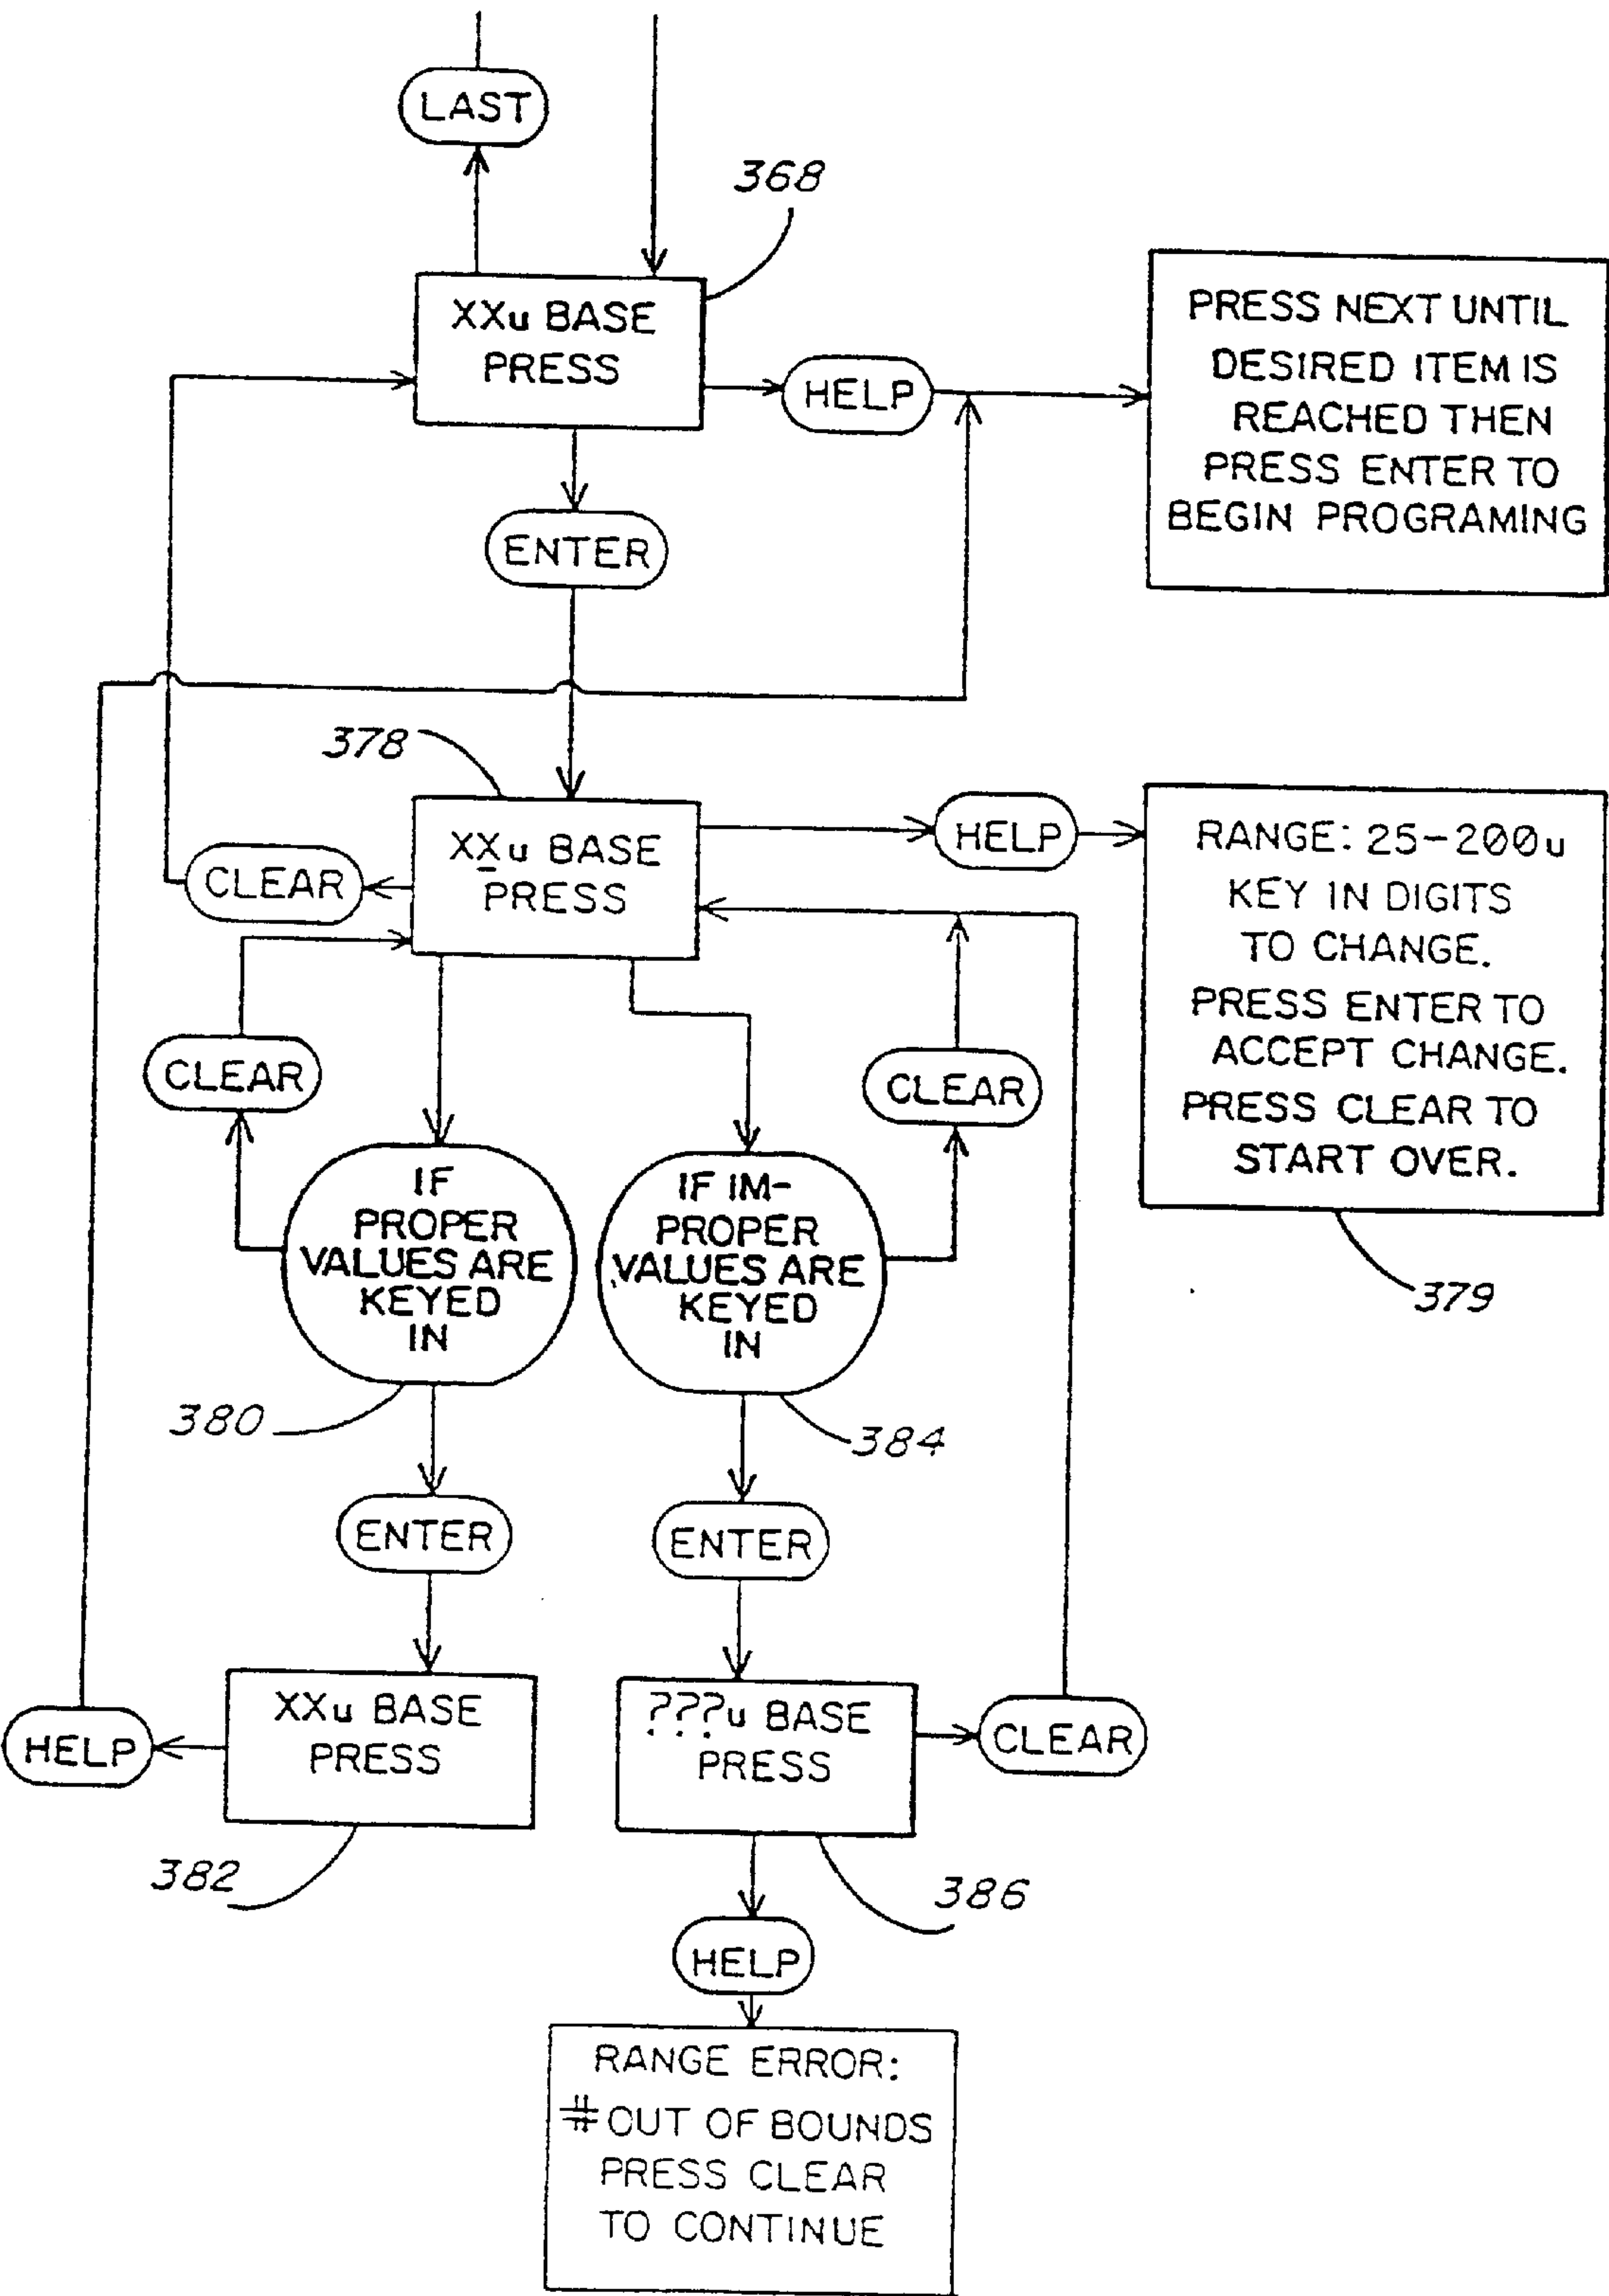 LAST
368
XXu BASE
PRESS
HELP
PRESS NEXT UNTIL
DESIRED ITEM IS
REACHED THEN
PRESS ENTER TO
BEGIN PROGRAMING
ENTER
378
XXu BASE
PRESS
CLEAR
HELP
RANGE: 25-200u
KEY IN DIGITS
TO CHANGE.
PRESS ENTER TO
ACCEPT CHANGE.
PRESS CLEAR TO
START OVER.
379
CLEAR
CLEAR
IF
PROPER
VALUES ARE
KEYED
IN
380
IF IM-
PROPER
VALUES ARE
KEYED
IN
384
ENTER
ENTER
HELP
XXu BASE
PRESS
382
???u BASE
PRESS
CLEAR
386
HELP
RANGE ERROR:
#OUT OF BOUNDS
PRESS CLEAR
TO CONTINUE